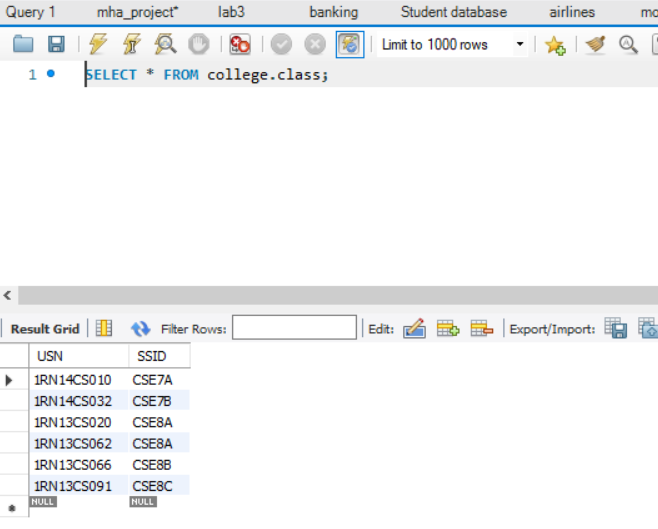 Query 1 mha_project* lab3 banking Student database airlines mo
Limit to 1000 rows
1 SELECT * FROM college.class;
Result Grid Filter Rows: Edit: Export/Import:
USN SSID
1RN14CS010 CSE7A
1RN14CS032 CSE7B
1RN13CS020 CSE8A
1RN13CS062 CSE8A
1RN13CS066 CSE8B
1RN13CS091 CSE8C
NULL NULL